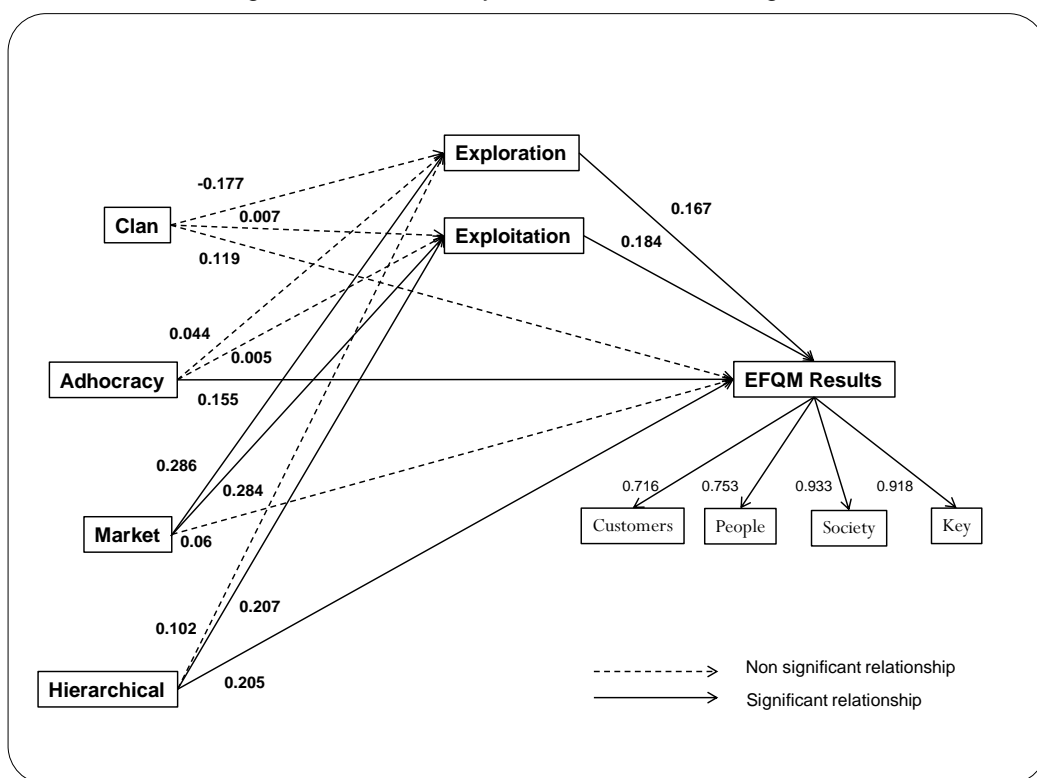 Exploration
-0.177
0.167
Clan
0.007
Exploitation
0.184
0.119
0.044
0.005
Adhocracy
EFQM Results
0.155
0.286
0.284
0.716
0.753
0.933
0.918
Market
0.06
Customers
People
Society
Key
0.207
0.102
Hierarchical
0.205
Non significant relationship
Significant relationship